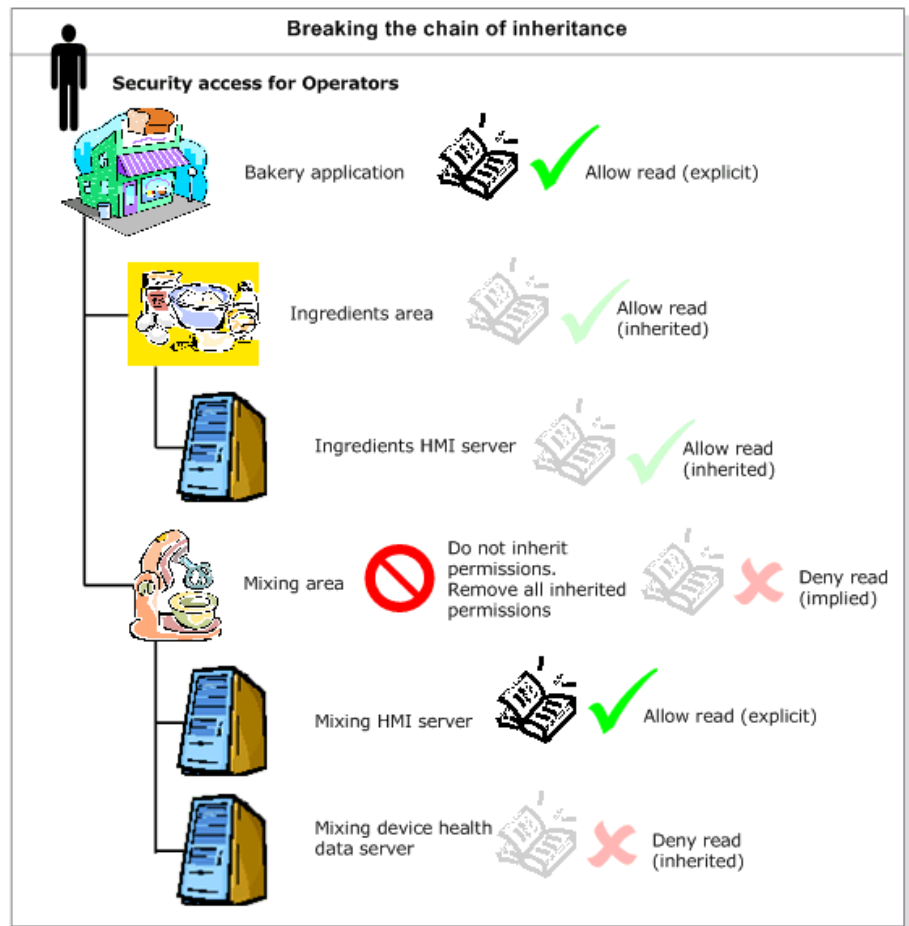 Breaking the chain of inheritance
Security access for Operators
Bakery application
Allow read (explicit)
Ingredients area
Allow read
(inherited)
Ingredients HMI server
Allow read
(inherited)
Mixing area
Do not inherit
permissions.
Remove all inherited
permissions
Deny read
(implied)
Mixing HMI server
Allow read (explicit)
Mixing device health
data server
Deny read
(inherited)